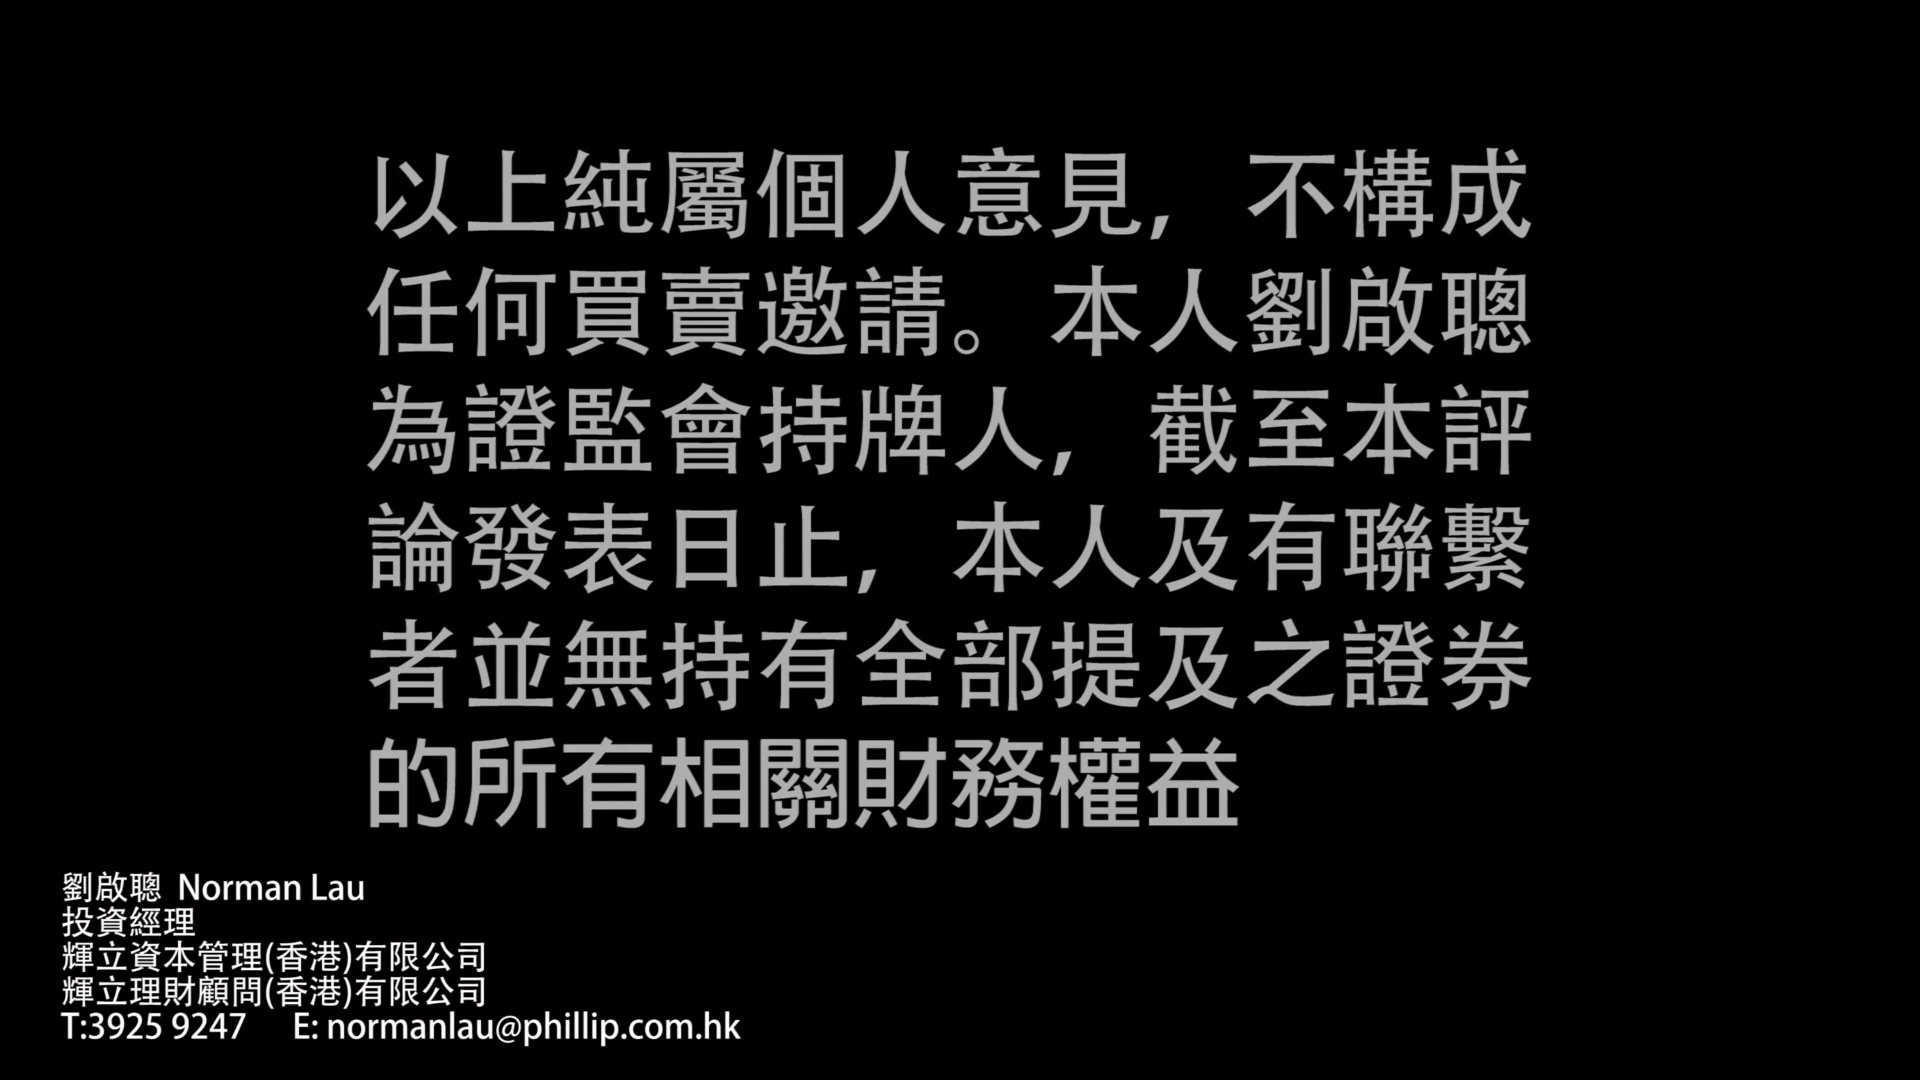 以上純屬個人意見，不構成
任何買賣邀請。本人劉啟聰
為證監會持牌人，截至本評
論發表日止，本人及有聯繫
者並無持有全部提及之證券
的所有相關財務權益
劉啟聰 Norman Lau
投資經理
輝立資本管理(香港)有限公司
輝立理財顧問(香港)有限公司
T:3925 9247 E: normanlau@phillip.com.hk